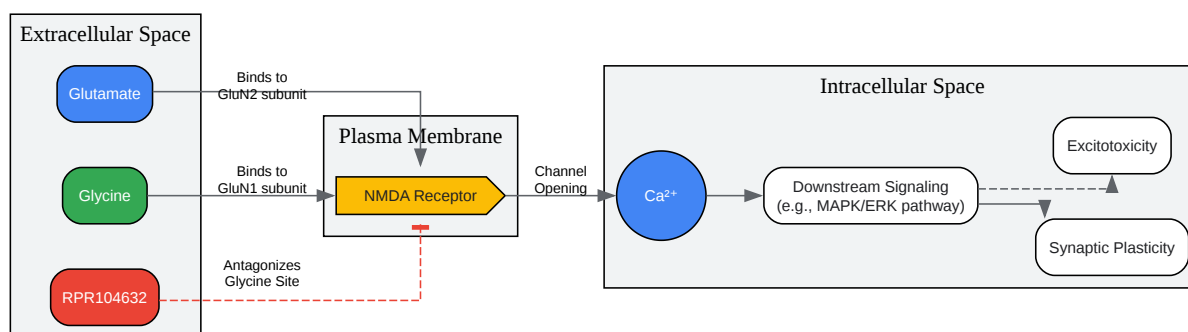 Extracellular Space
Glutamate
Binds to
GluN2 subunit
Plasma Membrane
Glycine
Binds to
GluN1 subunit
NMDA Receptor
RPR104632
Antagonizes
Glycine Site
Channel
Opening
Intracellular Space
Ca²⁺
Downstream Signaling
(e.g., MAPK/ERK pathway)
Excitotoxicity
Synaptic Plasticity